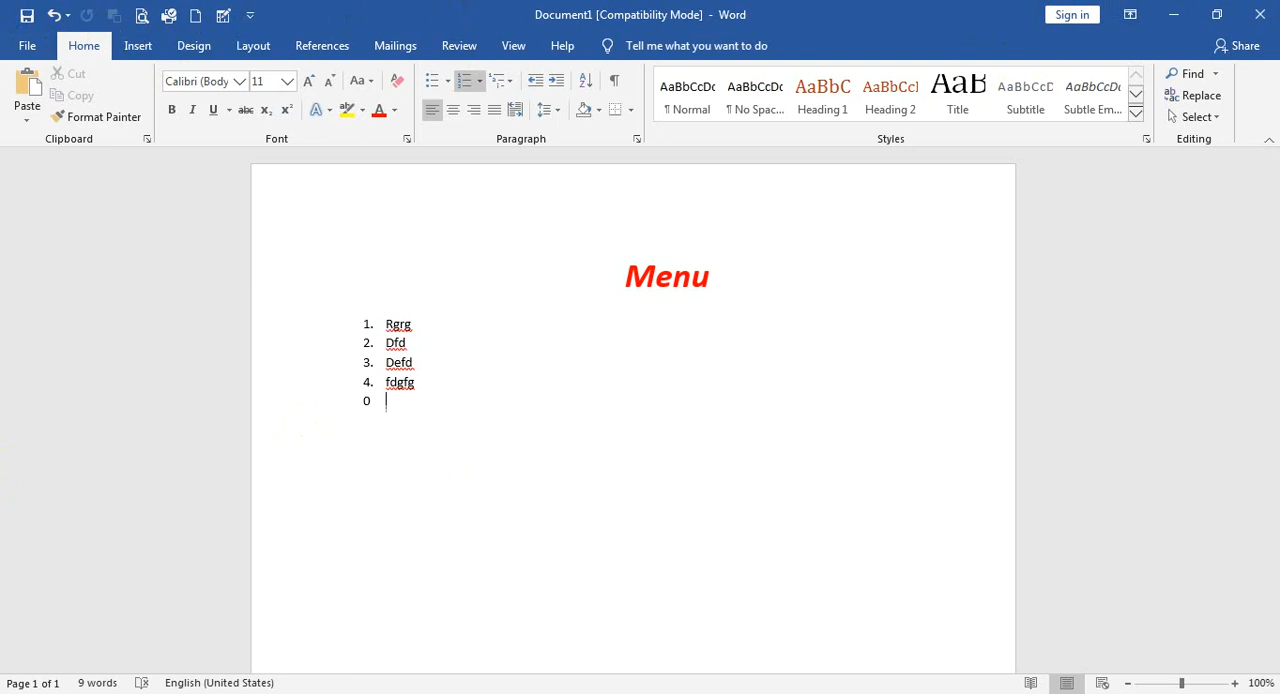 Document1 [Compatibility Mode] - Word
Sign in
File Home Insert Design Layout References Mailings Review View Help Tell me what you want to do Share
Paste
Cut
Copy
Format Painter
Clipboard
Calibri (Body 11
Aa
B I U abc x₂ x² A A
Font
Paragraph
AaBbCcDc AaBbCcDc AaBbC AaBbCcl AaB AaBbCcD AaBbCcDc
¶ Normal ¶ No Spac... Heading 1 Heading 2 Title Subtitle Subtle Em...
Styles
Find
Replace
Select
Editing
Menu
1. Rgrg
2. Dfd
3. Defd
4. fdgfg
0
Page 1 of 1 9 words English (United States) 100%